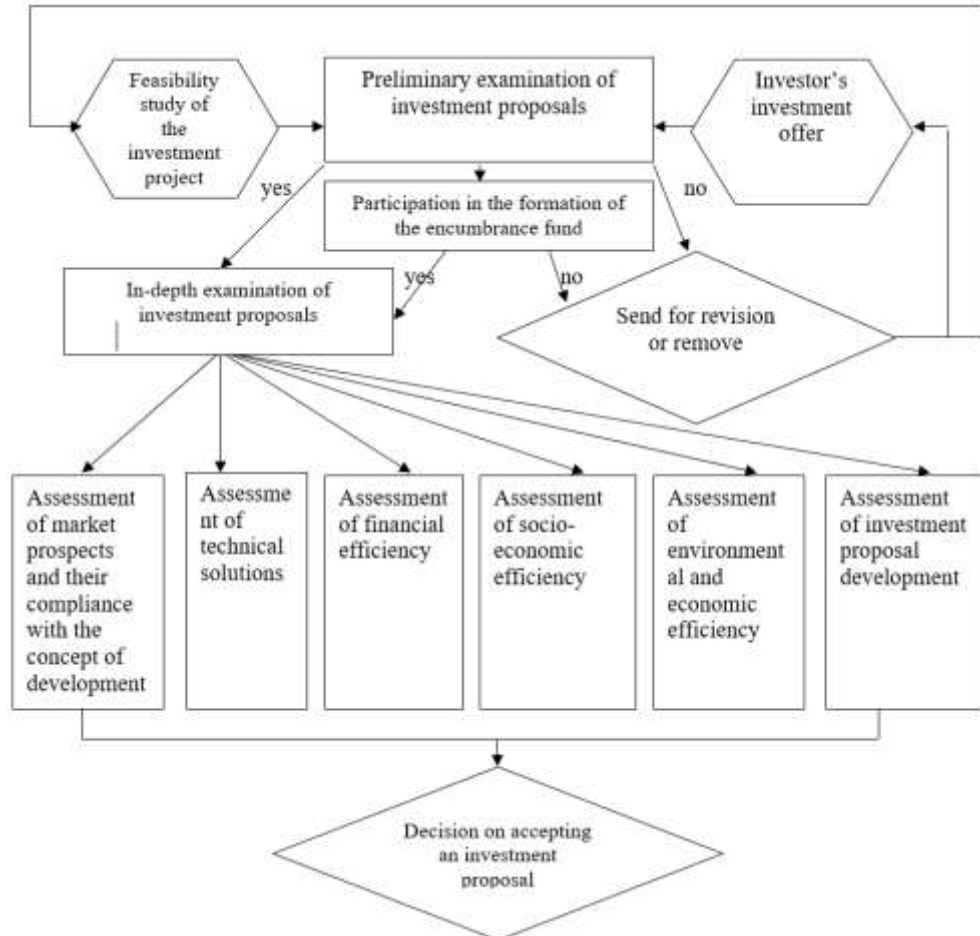 Feasibility
study of
the
investment
project
Preliminary examination of
investment proposals
Investor's
investment
offer
yes
no
Participation in the formation of
the encumbrance fund
yes
no
In-depth examination of
investment proposals
Send for revision
or remove
Assessment
of market
prospects
and their
compliance
with the
concept of
development
Assessme
nt of
technical
solutions
Assessment
of financial
efficiency
Assessment
of socio-
economic
efficiency
Assessment
of
environment
al and
economic
efficiency
Assessment
of investment
proposal
development
Decision on accepting
an investment
proposal